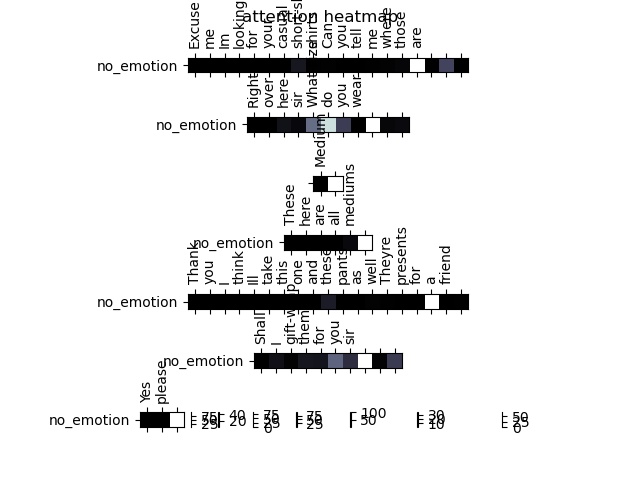 attention heatmap
Excuse me Im looking for your casual short-sl shirts Can you tell me where those are
no_emotion
Right over here sir What do you wear
no_emotion
Medium
These here are all mediums
no_emotion
Thank you I think Ill take this one and these pants as well Theyre presents for a friend
no_emotion
Shall I gift-wrap them for you sir
no_emotion
Yes please
no_emotion
75 25 40 20 75 50 25 0 75 50 25 100 50 30 20 10 50 25 0